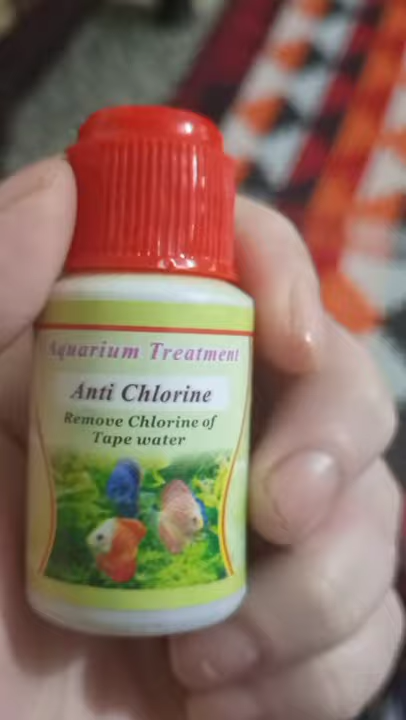 Aquarium Treatment
Anti Chlorine
Remove Chlorine of
Tape water